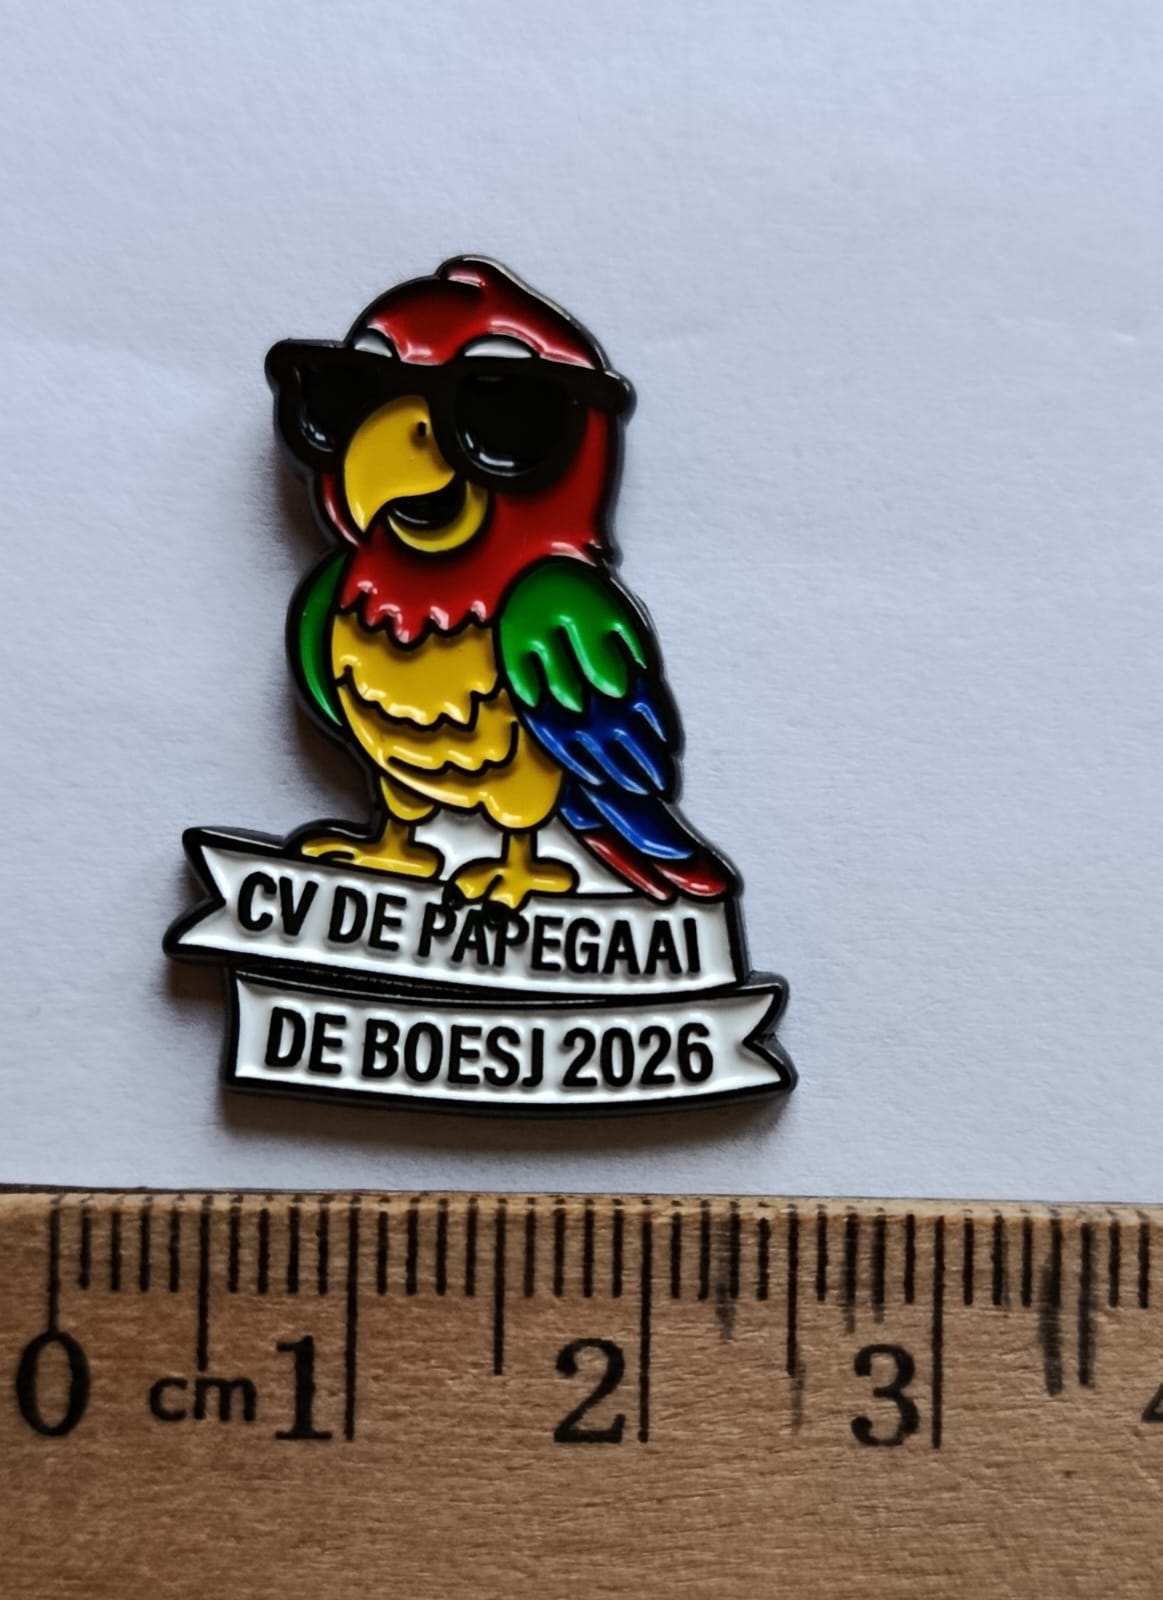 CV DE PAPEGAAI
DE BOESJ 2026
0 cm 1 2 3